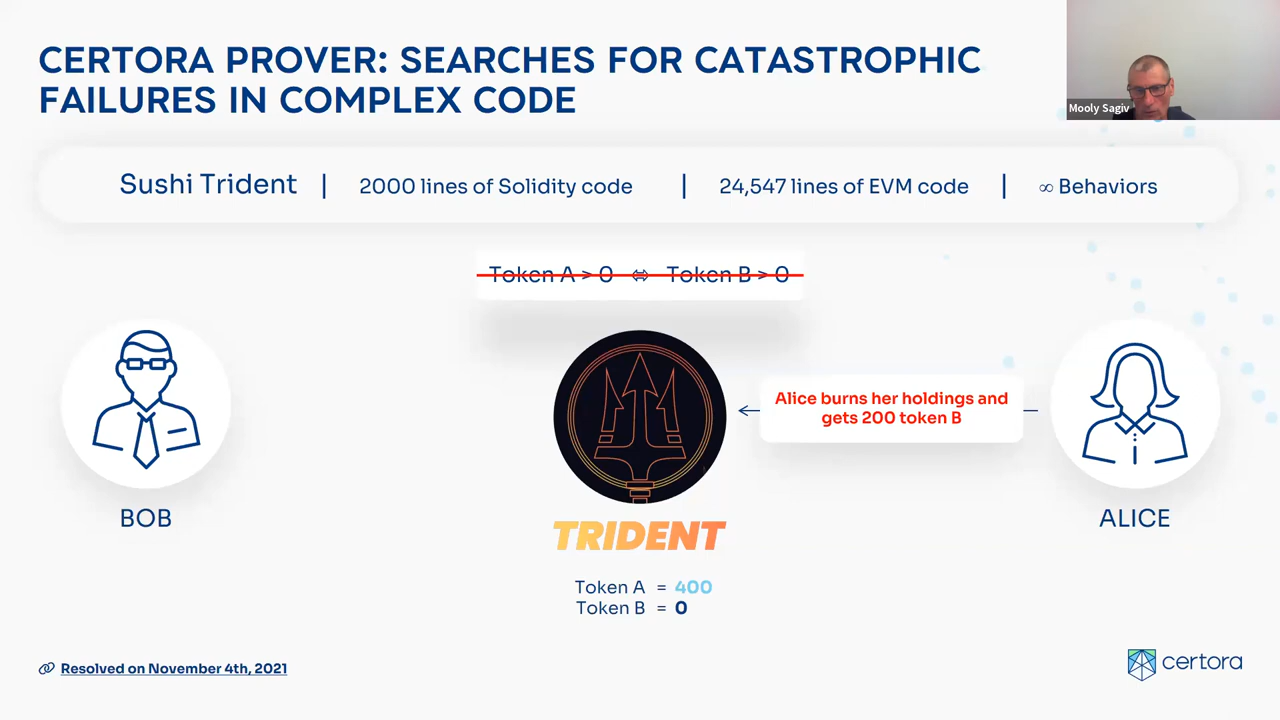 CERTORA PROVER: SEARCHES FOR CATASTROPHIC
FAILURES IN COMPLEX CODE
Mooly Sagiv
Sushi Trident | 2000 lines of Solidity code | 24,547 lines of EVM code | ∞ Behaviors
Token A > 0 ⇔ Token B > 0
Alice burns her holdings and
gets 200 token B
BOB
ALICE
TRIDENT
Token A = 400
Token B = 0
Resolved on November 4th, 2021
certora